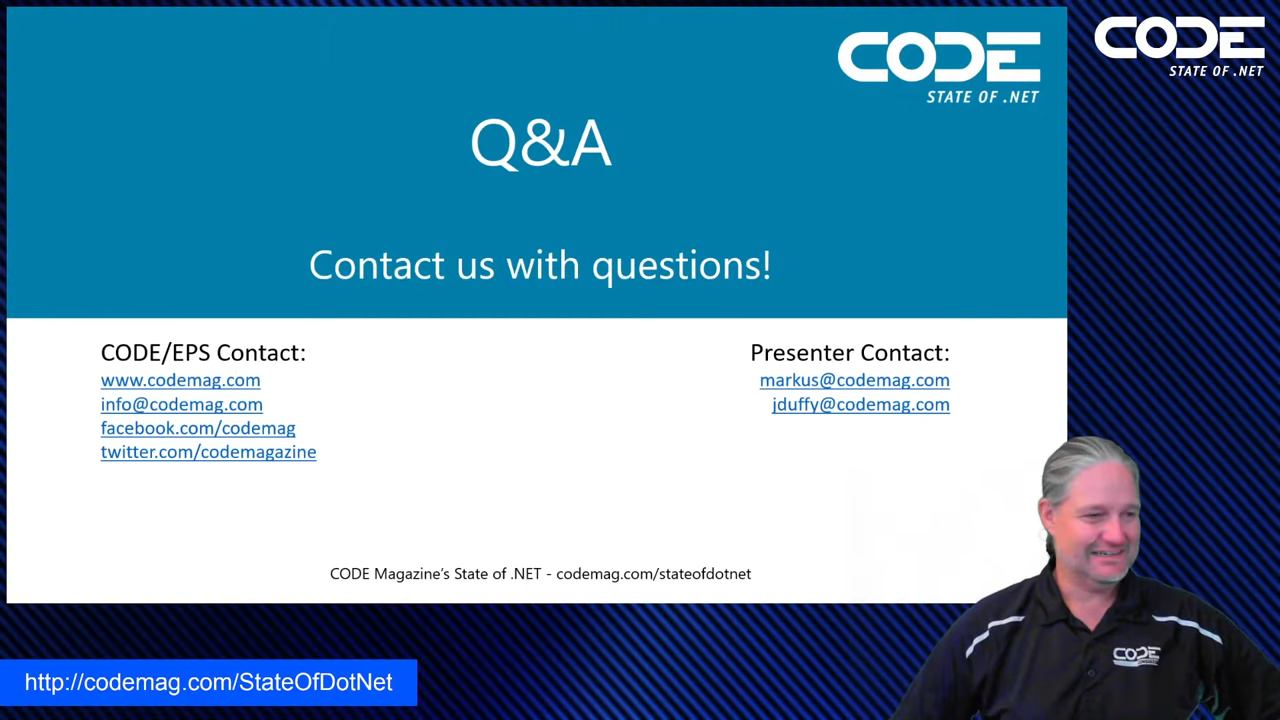 CODE
STATE OF .NET
CODE
STATE OF .NET
Q&A
Contact us with questions!
CODE/EPS Contact:
www.codemag.com
info@codemag.com
facebook.com/codemag
twitter.com/codemagazine
Presenter Contact:
markus@codemag.com
jduffy@codemag.com
CODE Magazine's State of .NET - codemag.com/stateofdotnet
CODE
http://codemag.com/StateOfDotNet